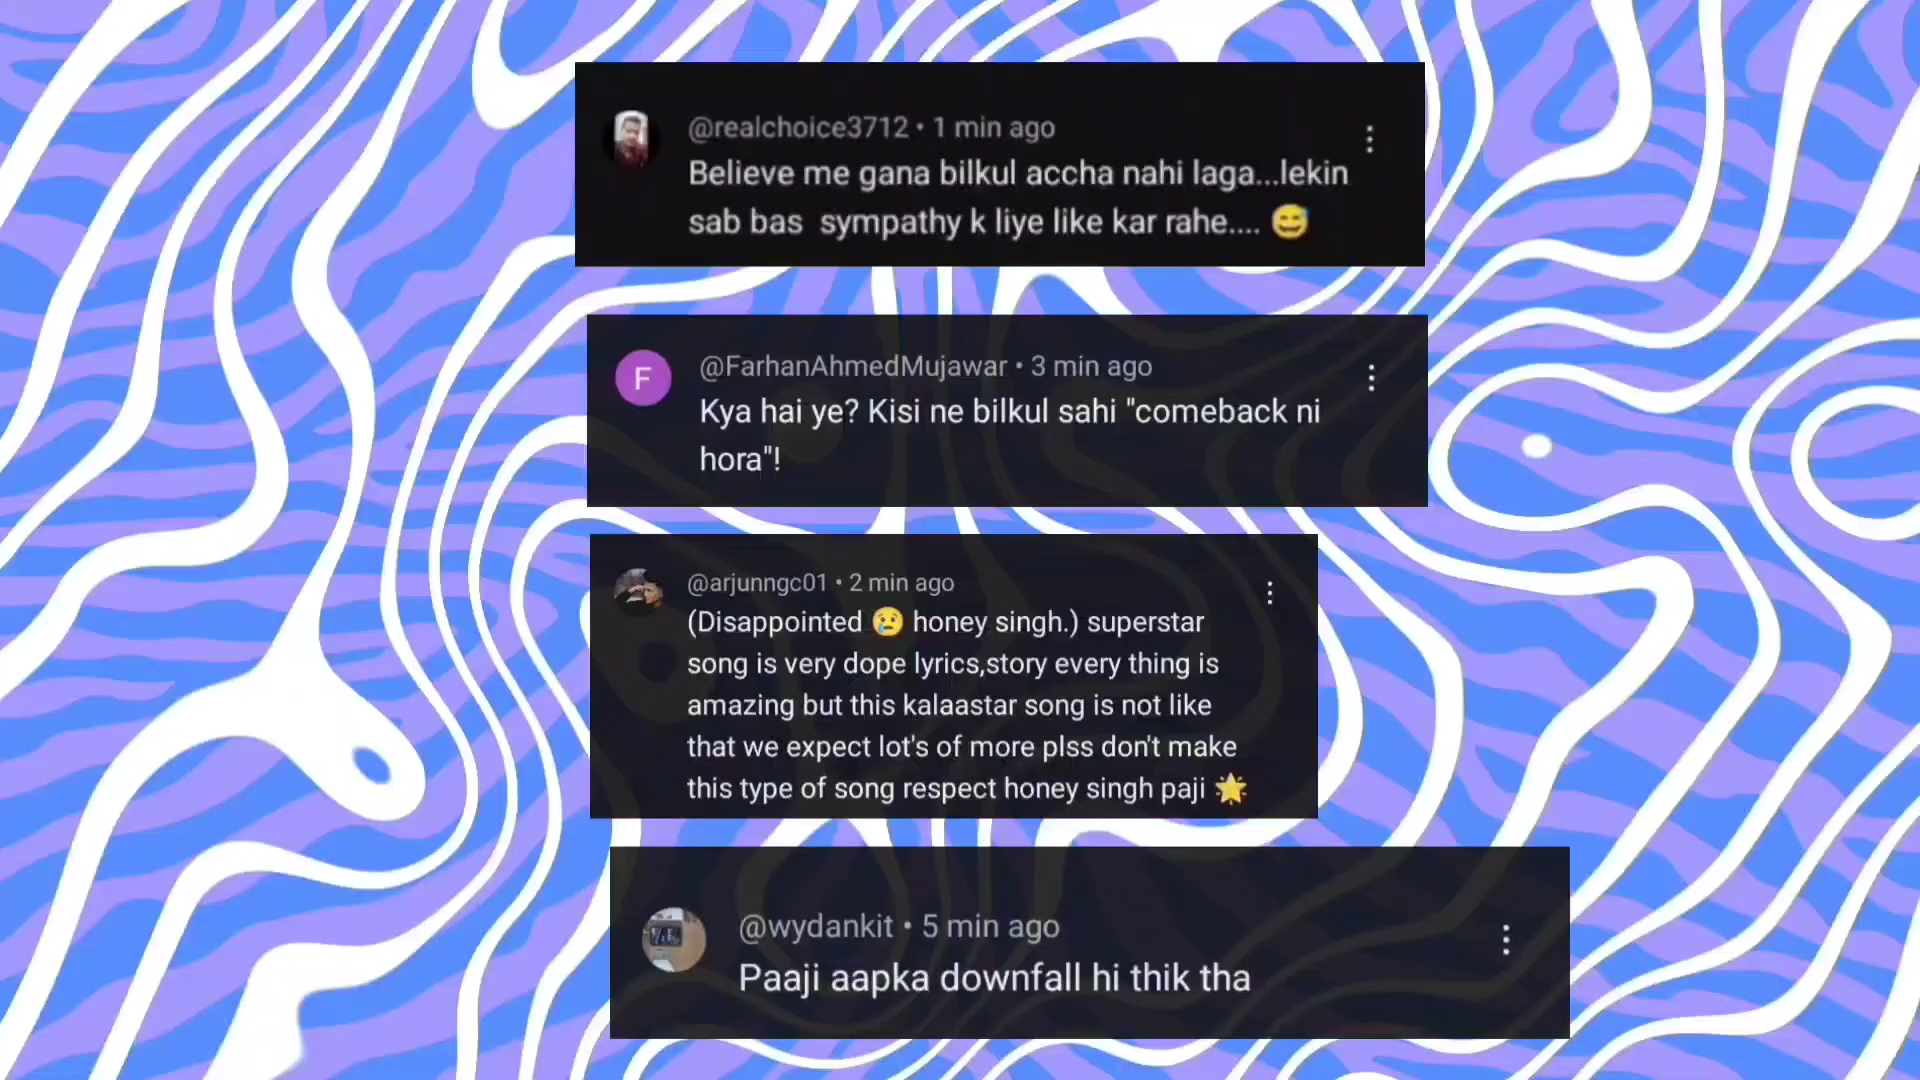 @realchoice3712 • 1 min ago
Believe me gana bilkul accha nahi laga...lekin
sab bas sympathy k liye like kar rahe.... 😅
F
@FarhanAhmedMujawar • 3 min ago
Kya hai ye? Kisi ne bilkul sahi "comeback ni
hora"!
@arjunngc01 • 2 min ago
(Disappointed 😢 honey singh.) superstar
song is very dope lyrics,story every thing is
amazing but this kalaastar song is not like
that we expect lot's of more plss don't make
this type of song respect honey singh paji 🌟
@wydankit • 5 min ago
Paaji aapka downfall hi thik tha